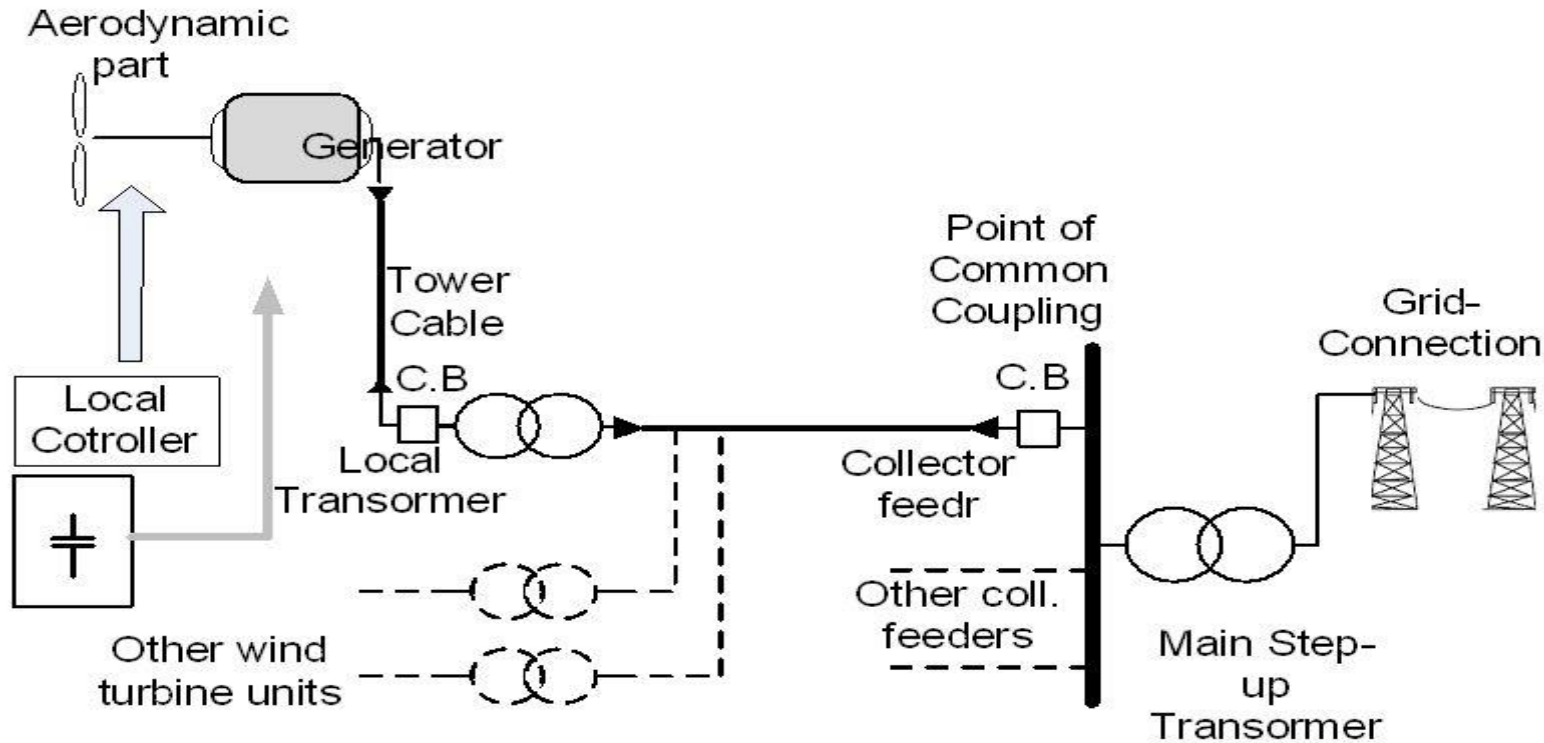 Aerodynamic
part
Generator
Tower
Cable
C.B
Local
Cotroller
Local
Transormer
Other wind
turbine units
Point of
Common
Coupling
C.B
Collector
feedr
Other coll.
feeders
Grid-
Connection
Main Step-
up
Transormer